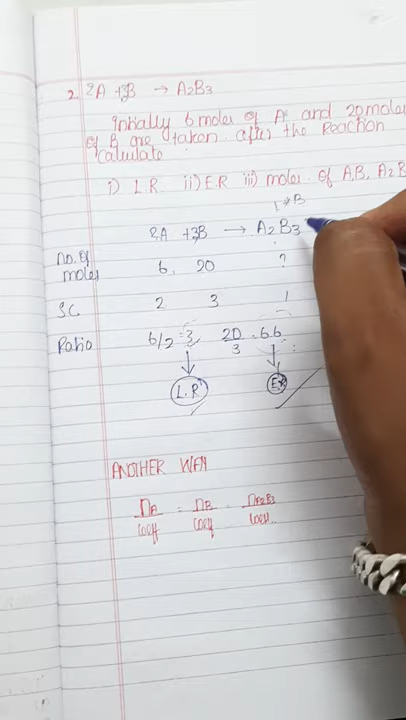 2. 2A + 3B → A2B3
Initially 6 moles of A and 20 moles
of B are taken after the Reaction
calculate
i) L.R. ii) E.R iii) moles of A,B, A2B
2A + 3B → A2B3
no. of moles 6, 20 ?
SC 2 3 1
Ratio 6/2 = 3 20/3 = 6.6
L.R E.R
ANOTHER WAY
nA/coeff = nB/coeff = nA2B3/coeff.